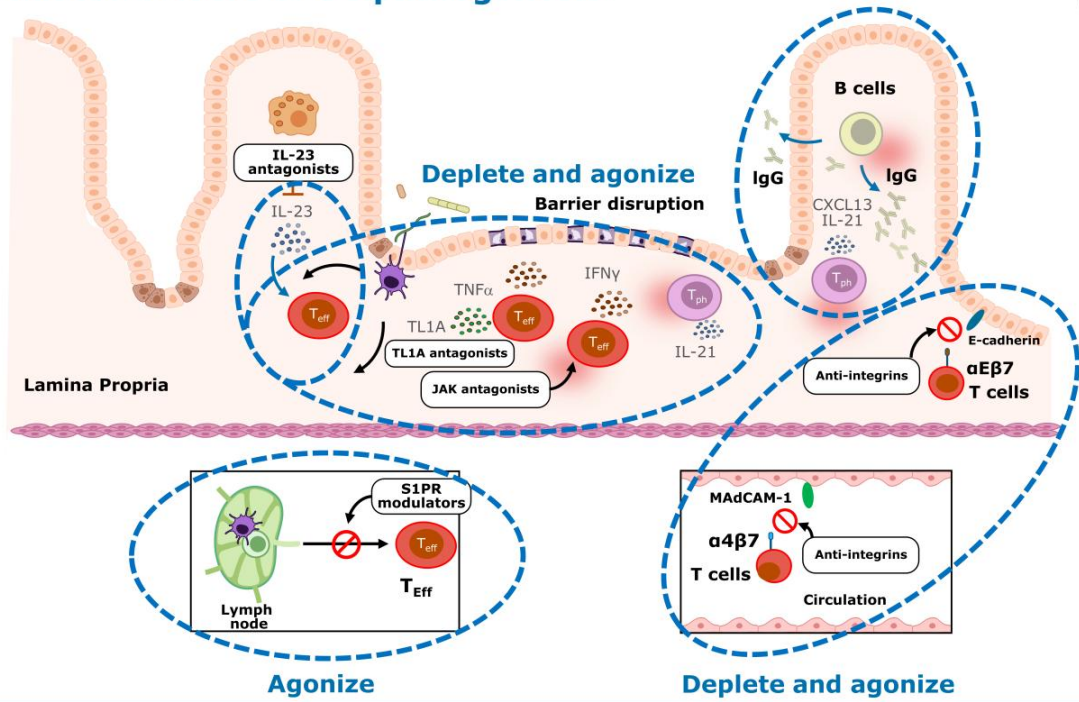 IL-23
antagonists
IL-23
Teff
Deplete and agonize
Barrier disruption
TNFα
TL1A
Teff
TL1A antagonists
IFNγ
Teff
JAK antagonists
Tph
IL-21
B cells
IgG
IgG
CXCL13
IL-21
Tph
E-cadherin
Anti-integrins
αEβ7
T cells
Lamina Propria
S1PR
modulators
Teff
TEff
Lymph
node
Agonize
MAdCAM-1
α4β7
T cells
Anti-integrins
Circulation
Deplete and agonize